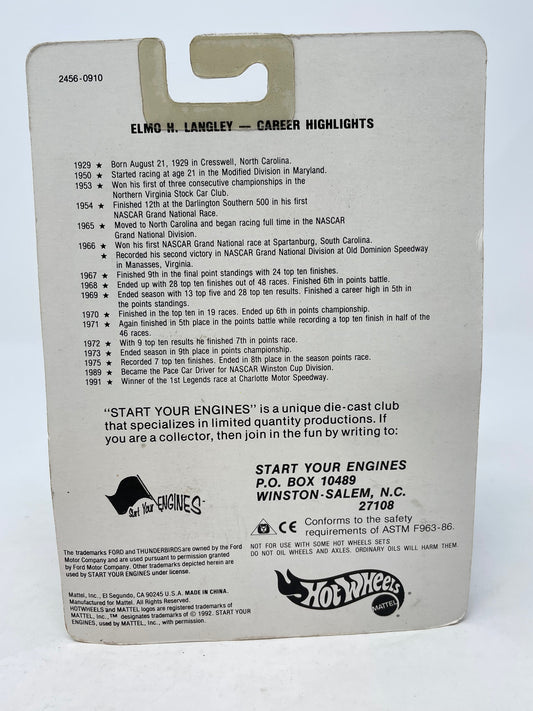 2456-0910
ELMO H. LANGLEY — CAREER HIGHLIGHTS
1929 ★ Born August 21, 1929 in Cresswell, North Carolina.
1950 ★ Started racing at age 21 in the Modified Division in Maryland.
1953 ★ Won his first of three consecutive championships in the
Northern Virginia Stock Car Club.
1954 ★ Finished 12th at the Darlington Southern 500 in his first
NASCAR Grand National Race.
1965 ★ Moved to North Carolina and began racing full time in the NASCAR
Grand National Division.
1966 ★ Won his first NASCAR Grand National race at Spartanburg, South Carolina.
★ Recorded his second victory in NASCAR Grand National Division at Old Dominion Speedway
in Manasses, Virginia.
1967 ★ Finished 9th in the final point standings with 24 top ten finishes.
1968 ★ Ended up with 28 top ten finishes out of 48 races. Finished 6th in points battle.
1969 ★ Ended season with 13 top five and 28 top ten results. Finished a career high in 5th in
the points standings.
1970 ★ Finished in the top ten in 19 races. Ended up 6th in points championship.
1971 ★ Again finished in 5th place in the points battle while recording a top ten finish in half of the
46 races.
1972 ★ With 9 top ten results he finished 7th in points race.
1973 ★ Ended season in 9th place in points championship.
1975 ★ Recorded 7 top ten finishes. Ended in 8th place in the season points race.
1989 ★ Became the Pace Car Driver for NASCAR Winston Cup Division.
1991 ★ Winner of the 1st Legends race at Charlotte Motor Speedway.
"START YOUR ENGINES" is a unique die-cast club
that specializes in limited quantity productions. If
you are a collector, then join in the fun by writing to:
START YOUR ENGINES
P.O. BOX 10489
WINSTON-SALEM, N.C.
27108
Start Your ENGINES
CE Conforms to the safety
requirements of ASTM F963-86.
NOT FOR USE WITH SOME HOT WHEELS SETS
DO NOT OIL WHEELS AND AXLES. ORDINARY OILS WILL HARM THEM.
The trademarks FORD and THUNDERBIRDS are owned by the Ford
Motor Company and are used pursuant to permission granted
by Ford Motor Company. Other trademarks depicted herein are
used by START YOUR ENGINES under license.
Mattel, Inc., El Segundo, CA 90245 U.S.A. MADE IN CHINA.
Manufactured for Mattel. All Rights Reserved.
HOTWHEELS and MATTEL logos are registered trademarks of
MATTEL, Inc.,™ designates trademarks of © 1992. START YOUR
ENGINES, used by MATTEL, Inc., with permission.
HOT WHEELS
MATTEL